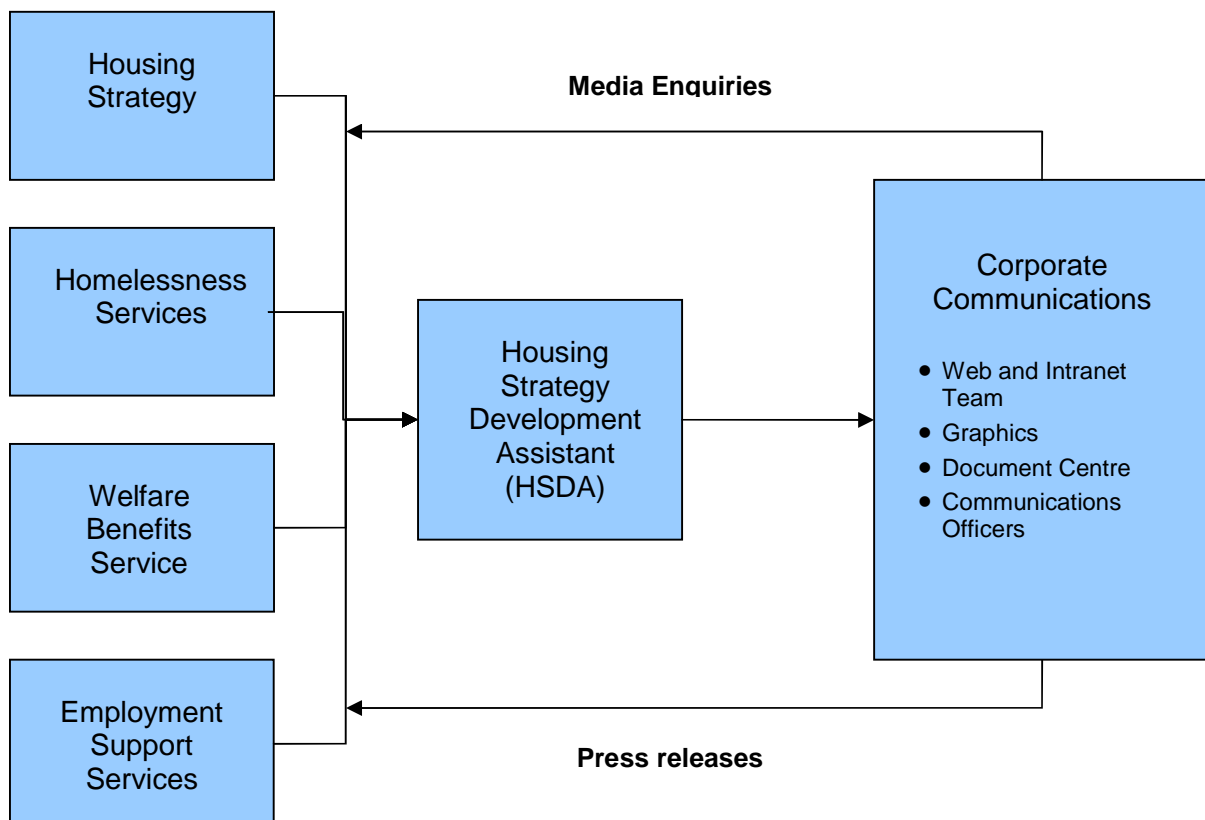 Housing
Strategy
Media Enquiries
Homelessness
Services
Corporate
Communications
● Web and Intranet
Team
● Graphics
● Document Centre
● Communications
Officers
Housing
Strategy
Development
Assistant
(HSDA)
Welfare
Benefits
Service
Employment
Support
Services
Press releases